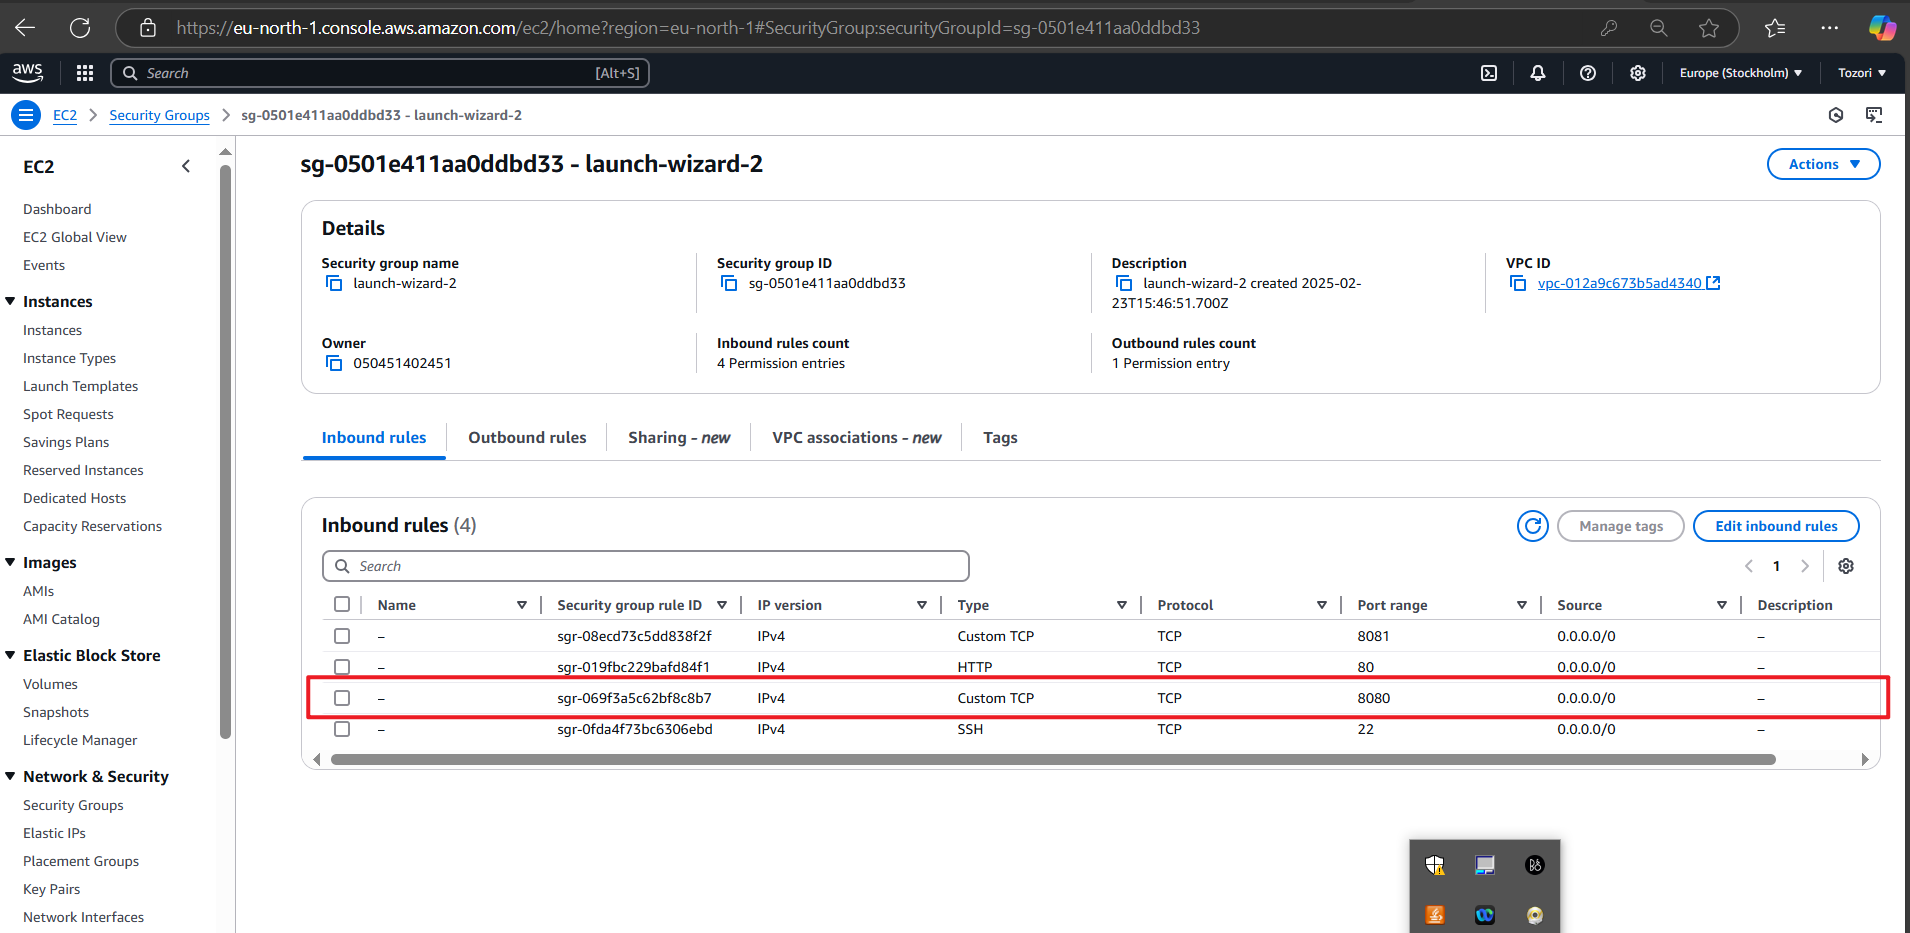 https://eu-north-1.console.aws.amazon.com/ec2/home?region=eu-north-1#SecurityGroup:securityGroupId=sg-0501e411aa0ddbd33
aws Search [Alt+S] Europe (Stockholm) Tozori
EC2 Security Groups sg-0501e411aa0ddbd33 - launch-wizard-2
EC2
Dashboard
EC2 Global View
Events
Instances
Instances
Instance Types
Launch Templates
Spot Requests
Savings Plans
Reserved Instances
Dedicated Hosts
Capacity Reservations
Images
AMIs
AMI Catalog
Elastic Block Store
Volumes
Snapshots
Lifecycle Manager
Network & Security
Security Groups
Elastic IPs
Placement Groups
Key Pairs
Network Interfaces
sg-0501e411aa0ddbd33 - launch-wizard-2
Actions
Details
Security group name
launch-wizard-2
Security group ID
sg-0501e411aa0ddbd33
Description
launch-wizard-2 created 2025-02-
23T15:46:51.700Z
VPC ID
vpc-012a9c673b5ad4340
Owner
050451402451
Inbound rules count
4 Permission entries
Outbound rules count
1 Permission entry
Inbound rules Outbound rules Sharing - new VPC associations - new Tags
Inbound rules (4)
Manage tags Edit inbound rules
Search
1
Name Security group rule ID IP version Type Protocol Port range Source Description
– sgr-08ecd73c5dd838f2f IPv4 Custom TCP TCP 8081 0.0.0.0/0 –
– sgr-019fbc229bafd84f1 IPv4 HTTP TCP 80 0.0.0.0/0 –
– sgr-069f3a5c62bf8c8b7 IPv4 Custom TCP TCP 8080 0.0.0.0/0 –
– sgr-0fda4f73bc6306ebd IPv4 SSH TCP 22 0.0.0.0/0 –